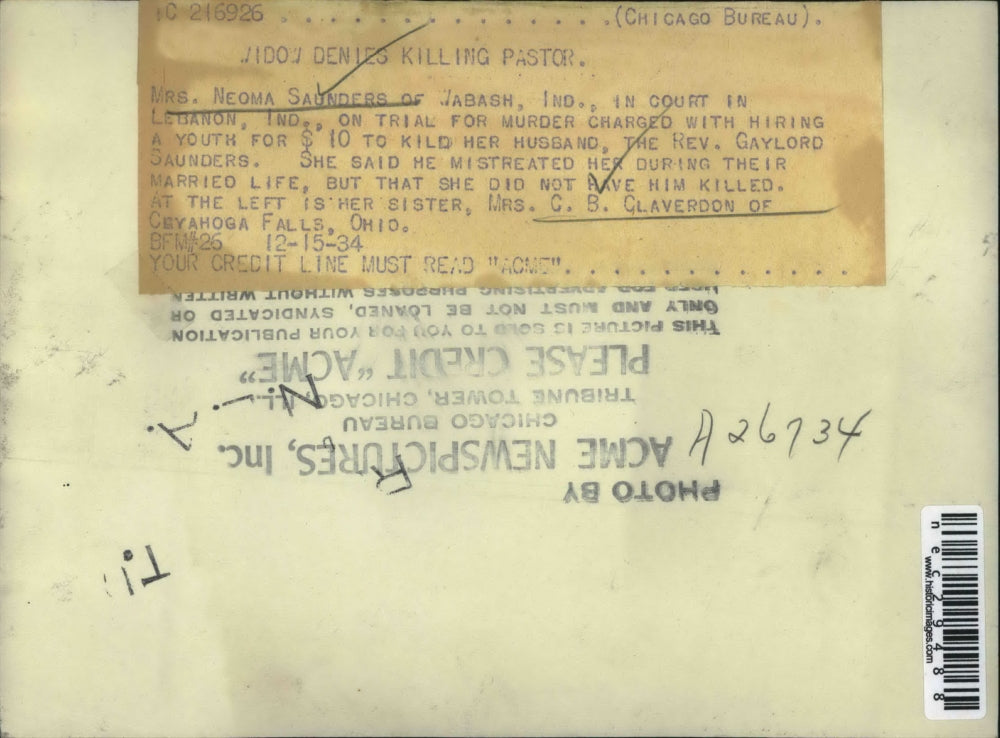 C 216926 . . . . . . . . . . . . .(CHICAGO BUREAU).
WIDOW DENIES KILLING PASTOR.
MRS. NEOMA SAUNDERS OF WABASH, IND., IN COURT IN
LEBANON, IND., ON TRIAL FOR MURDER CHARGED WITH HIRING
A YOUTH FOR $ 10 TO KILL HER HUSBAND, THE REV. GAYLORD
SAUNDERS. SHE SAID HE MISTREATED HER DURING THEIR
MARRIED LIFE, BUT THAT SHE DID NOT HAVE HIM KILLED.
AT THE LEFT IS HER SISTER, MRS. C. B. CLAVERDON OF
CUYAHOGA FALLS, OHIO.
BFM#26 12-15-34
YOUR CREDIT LINE MUST READ "ACME". . . . . . . . . . . . .
PHOTO BY
ACME NEWSPICTURES, Inc.
CHICAGO BUREAU
TRIBUNE TOWER, CHICAGO, ILL.
PLEASE CREDIT "ACME"
THIS PICTURE IS SOLD TO YOU FOR YOUR PUBLICATION
ONLY AND MUST NOT BE LOANED, SYNDICATED OR
USED FOR ADVERTISING PURPOSES WITHOUT WRITTEN
A26734
nec29488
www.historicimages.com